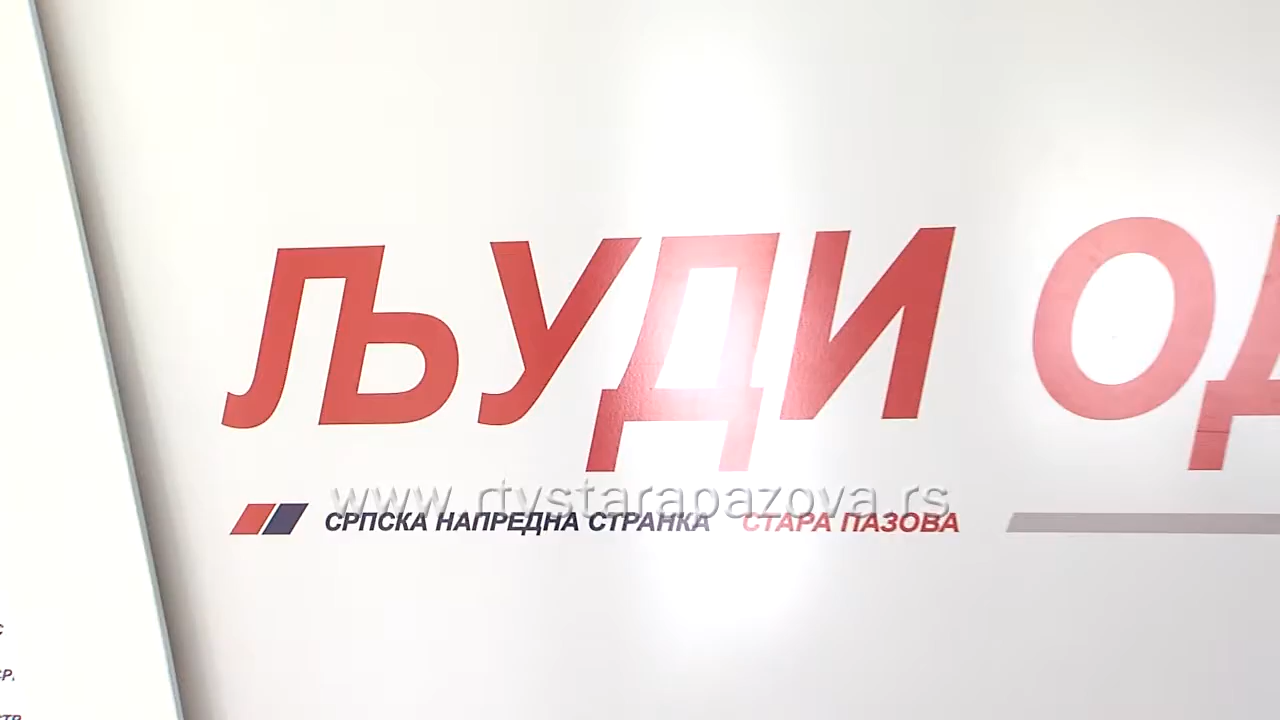 ЉУДИ ОД
СРПСКА НАПРЕДНА СТРАНКА СТАРА ПАЗОВА
www.rtvstarapazova.rs